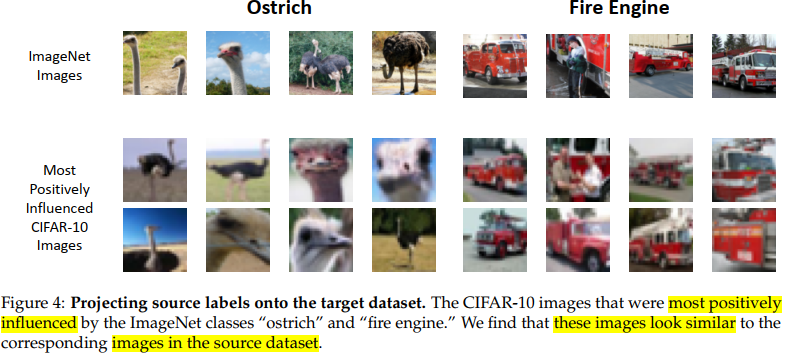 Ostrich
Fire Engine
ImageNet
Images
Most
Positively
Influenced
CIFAR-10
Images
Figure 4: Projecting source labels onto the target dataset. The CIFAR-10 images that were most positively
influenced by the ImageNet classes “ostrich” and “fire engine.” We find that these images look similar to the
corresponding images in the source dataset.